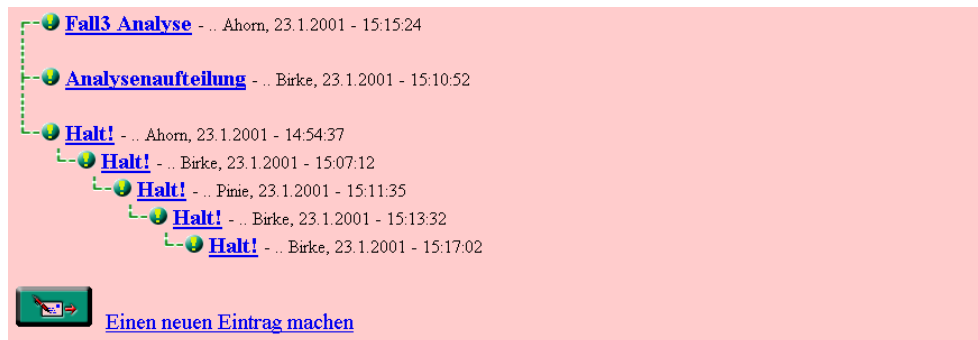 Fall3 Analyse - .. Ahorn, 23.1.2001 - 15:15:24
Analysenaufteilung - .. Birke, 23.1.2001 - 15:10:52
Halt! - .. Ahorn, 23.1.2001 - 14:54:37
Halt! - .. Birke, 23.1.2001 - 15:07:12
Halt! - .. Pinie, 23.1.2001 - 15:11:35
Halt! - .. Birke, 23.1.2001 - 15:13:32
Halt! - .. Birke, 23.1.2001 - 15:17:02
Einen neuen Eintrag machen